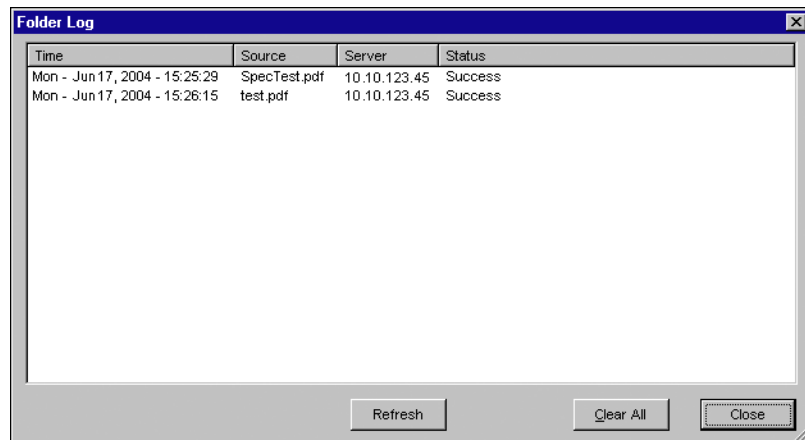 Folder Log
Time Source Server Status
Mon - Jun 17, 2004 - 15:25:29 SpecTest.pdf 10.10.123.45 Success
Mon - Jun 17, 2004 - 15:26:15 test.pdf 10.10.123.45 Success
Refresh Clear All Close